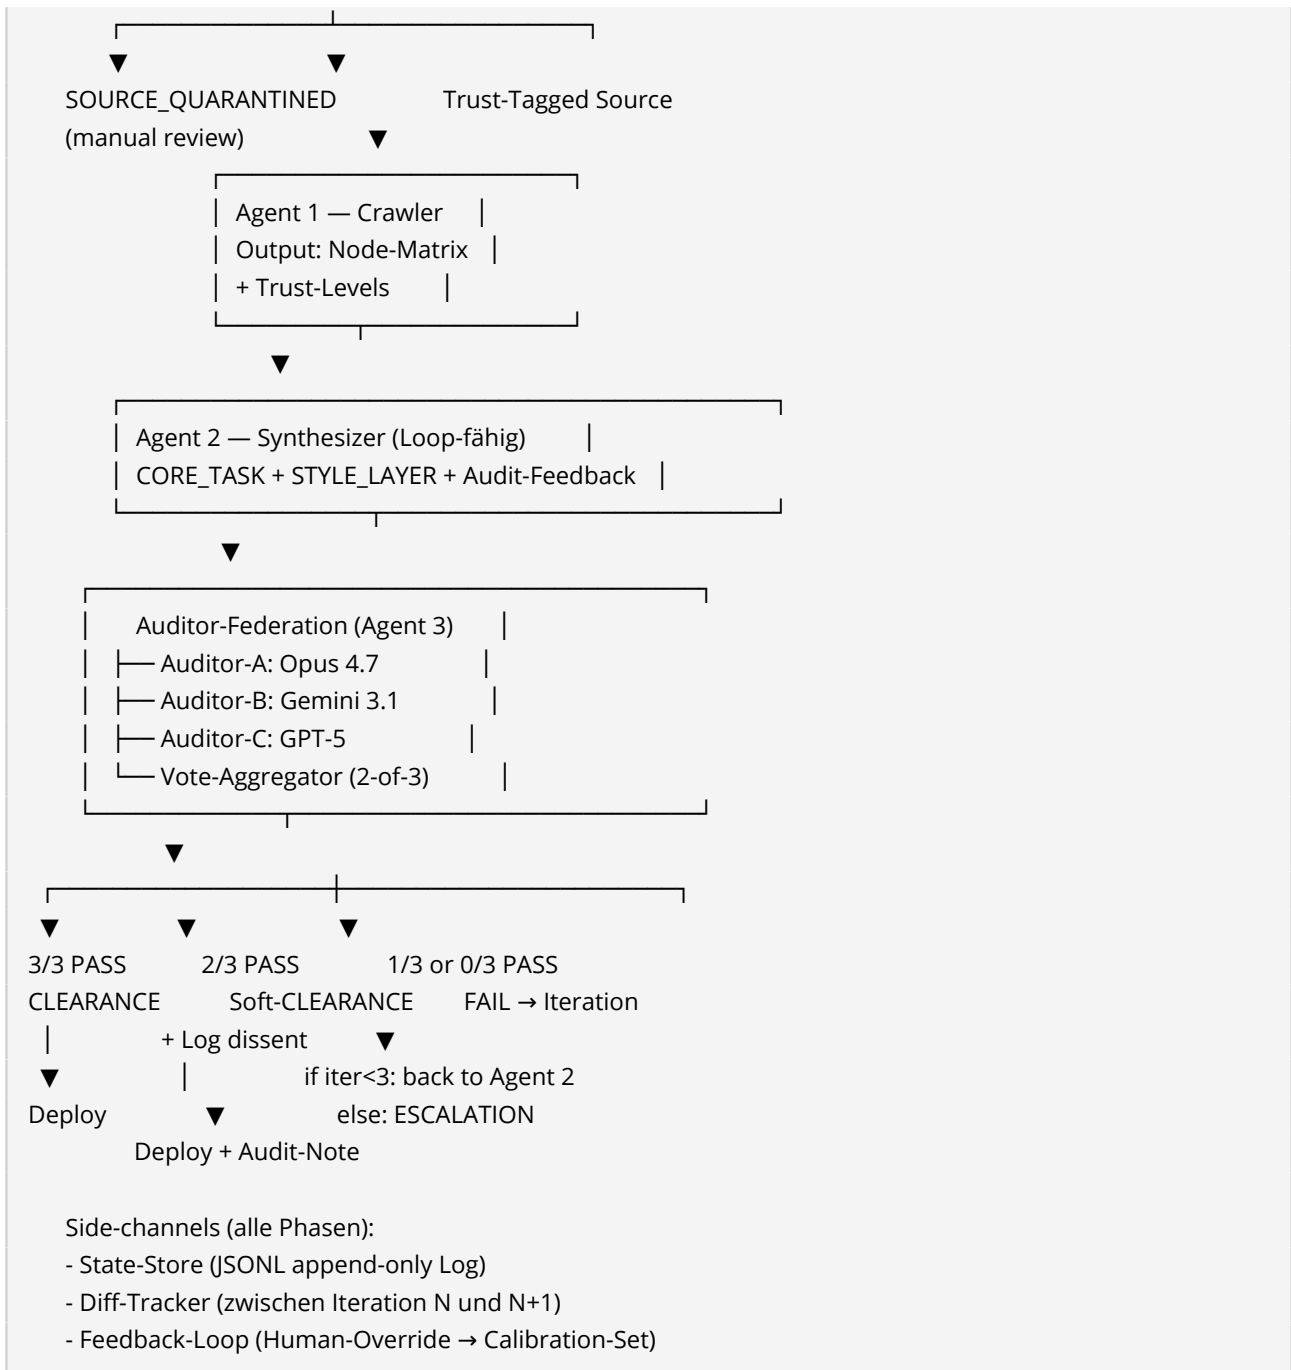 SOURCE_QUARANTINED Trust-Tagged Source
(manual review) ▼
│ Agent 1 — Crawler │
│ Output: Node-Matrix │
│ + Trust-Levels │
│ Agent 2 — Synthesizer (Loop-fähig) │
│ CORE_TASK + STYLE_LAYER + Audit-Feedback │
│ Auditor-Federation (Agent 3) │
│ ├── Auditor-A: Opus 4.7 │
│ ├── Auditor-B: Gemini 3.1 │
│ ├── Auditor-C: GPT-5 │
│ └── Vote-Aggregator (2-of-3) │
3/3 PASS 2/3 PASS 1/3 or 0/3 PASS
CLEARANCE Soft-CLEARANCE FAIL → Iteration
│ + Log dissent ▼
▼ │ if iter<3: back to Agent 2
Deploy ▼ else: ESCALATION
Deploy + Audit-Note
Side-channels (alle Phasen):
- State-Store (JSONL append-only Log)
- Diff-Tracker (zwischen Iteration N und N+1)
- Feedback-Loop (Human-Override → Calibration-Set)